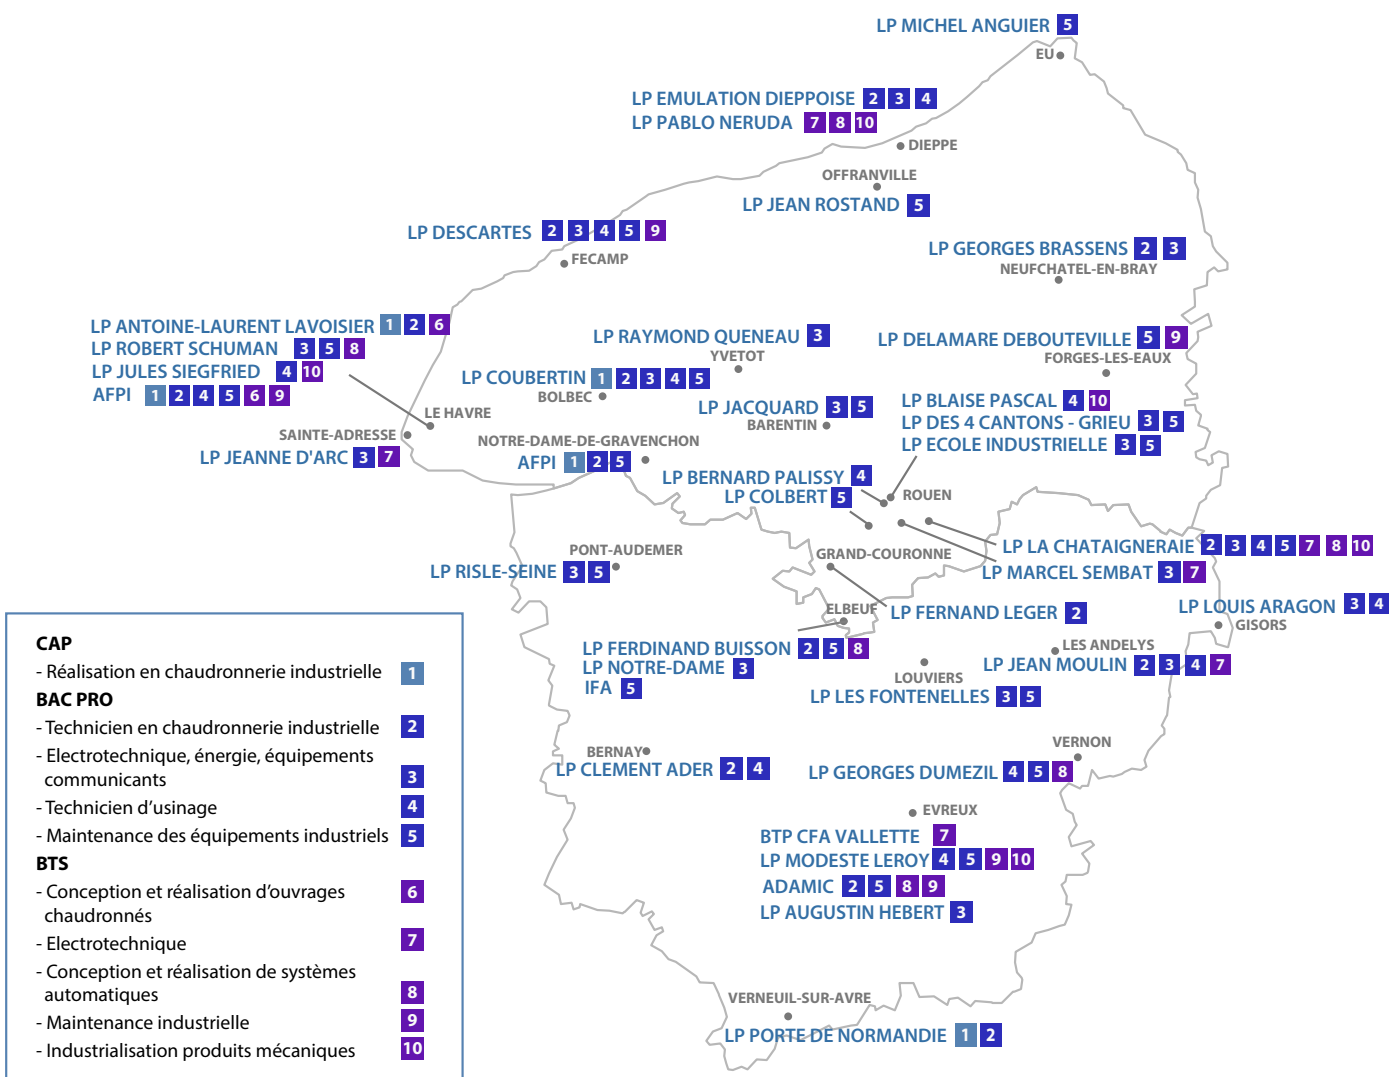 LP MICHEL ANGUIER 5
EU
LP EMULATION DIEPPOISE 2 3 4
LP PABLO NERUDA 7 8 10
DIEPPE
OFFRANVILLE
LP JEAN ROSTAND 5
LP DESCARTES 2 3 4 5 9
FECAMP
LP GEORGES BRASSENS 2 3
NEUFCHATEL-EN-BRAY
LP ANTOINE-LAURENT LAVOISIER 1 2 6
LP ROBERT SCHUMAN 3 5 8
LP JULES SIEGFRIED 4 10
AFPI 1 2 4 5 6 9
LE HAVRE
SAINTE-ADRESSE
LP JEANNE D'ARC 3 7
LP RAYMOND QUENEAU 3
YVETOT
LP DELAMARE DEBOUTEVILLE 5 9
FORGES-LES-EAUX
LP COUBERTIN 1 2 3 4 5
BOLBEC
LP JACQUARD 3 5
BARENTIN
LP BLAISE PASCAL 4 10
LP DES 4 CANTONS - GRIEU 3 5
LP ECOLE INDUSTRIELLE 3 5
NOTRE-DAME-DE-GRAVENCHON
AFPI 1 2 5
LP BERNARD PALISSY 4
LP COLBERT 5
ROUEN
PONT-AUDEMER
LP RISLE-SEINE 3 5
GRAND-COURONNE
LP LA CHATAIGNERAIE 2 3 4 5 7 8 10
LP MARCEL SEMBAT 3 7
ELBEUF
LP FERNAND LEGER 2
LP LOUIS ARAGON 3 4
GISORS
LP FERDINAND BUISSON 2 5 8
LP NOTRE-DAME 3
IFA 5
LES ANDELYS
LP JEAN MOULIN 2 3 4 7
LOUVIERS
LP LES FONTENELLES 3 5
BERNAY
LP CLEMENT ADER 2 4
VERNON
LP GEORGES DUMEZIL 4 5 8
EVREUX
BTP CFA VALLETTE 7
LP MODESTE LEROY 4 5 9 10
ADAMIC 2 5 8 9
LP AUGUSTIN HEBERT 3
VERNEUIL-SUR-AVRE
LP PORTE DE NORMANDIE 1 2
CAP
- Réalisation en chaudronnerie industrielle 1
BAC PRO
- Technicien en chaudronnerie industrielle 2
- Electrotechnique, énergie, équipements
communicants 3
- Technicien d’usinage 4
- Maintenance des équipements industriels 5
BTS
- Conception et réalisation d’ouvrages 6
chaudronnés
- Electrotechnique 7
- Conception et réalisation de systèmes
automatiques 8
- Maintenance industrielle 9
- Industrialisation produits mécaniques 10